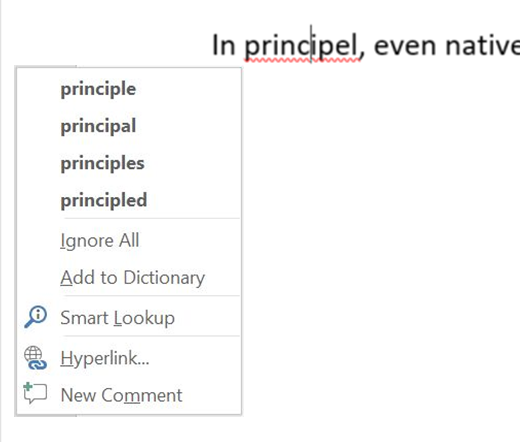 In principel, even native
principle
principal
principles
principled
Ignore All
Add to Dictionary
Smart Lookup
Hyperlink...
New Comment